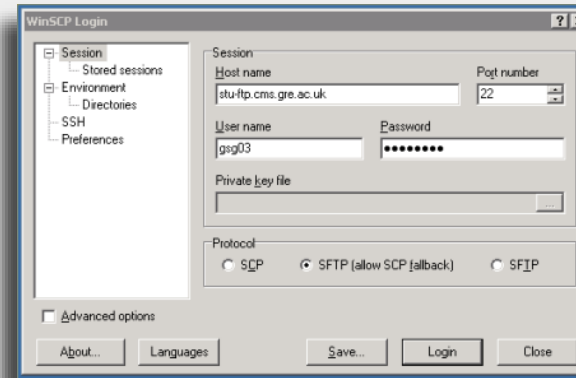 WinSCP Login
Session
Stored sessions
Environment
Directories
SSH
Preferences
Session
Host name
Port number
stu-ftp.cms.gre.ac.uk
22
User name
Password
gsg03
●●●●●●●●
Private key file
...
Protocol
SCP
SFTP (allow SCP fallback)
SFTP
Advanced options
About...
Languages
Save...
Login
Close